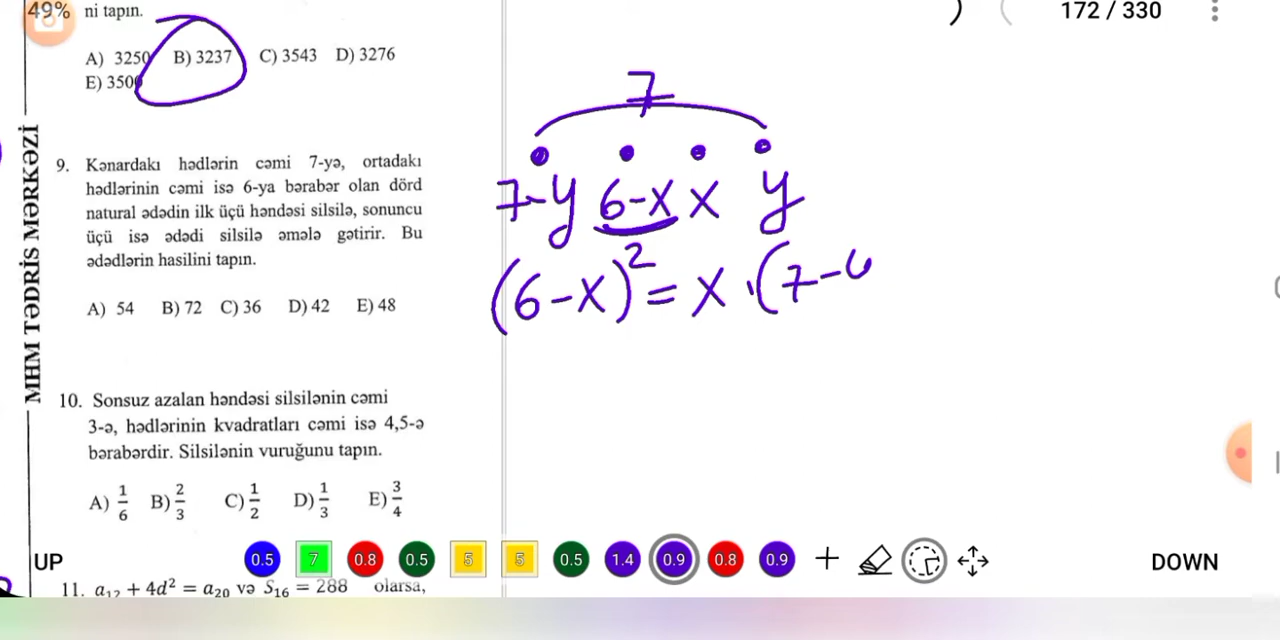 49% ni tapın.
172 / 330
A) 3250 B) 3237 C) 3543 D) 3276
E) 3500
MHM TƏDRİS MƏRKƏZİ
9. Kənardakı hədlərin cəmi 7-yə, ortadakı
hədlərinin cəmi isə 6-ya bərabər olan dörd
natural ədədin ilk üçü həndəsi silsilə, sonuncu
üçü isə ədədi silsilə əmələ gətirir. Bu
ədədlərin hasilini tapın.
A) 54 B) 72 C) 36 D) 42 E) 48
7
7-y 6-x x y
(6-x)² = x · (7-
10. Sonsuz azalan həndəsi silsilənin cəmi
3-ə, hədlərinin kvadratları cəmi isə 4,5-ə
bərabərdir. Silsilənin vuruğunu tapın.
A) 1/6 B) 2/3 C) 1/2 D) 1/3 E) 3/4
UP 0.5 7 0.8 0.5 5 5 0.5 1.4 0.9 0.8 0.9 + DOWN
11. a₁₂ + 4d² = a₂₀ və S₁₆ = 288 olarsa,